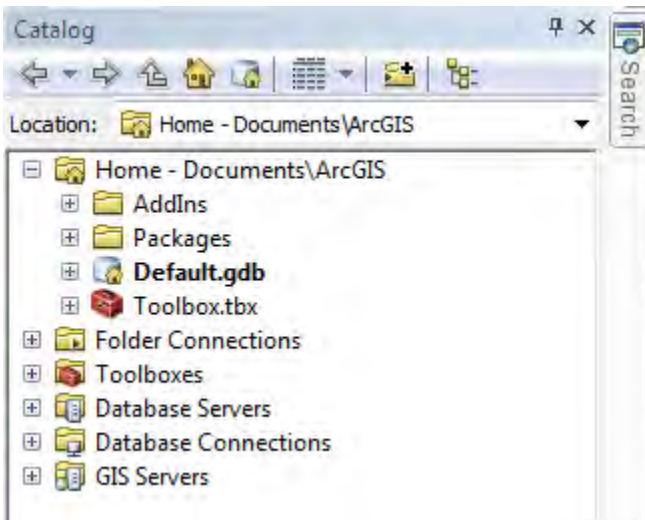 Catalog
Location: Home - Documents\ArcGIS
Home - Documents\ArcGIS
AddIns
Packages
Default.gdb
Toolbox.tbx
Folder Connections
Toolboxes
Database Servers
Database Connections
GIS Servers
Search